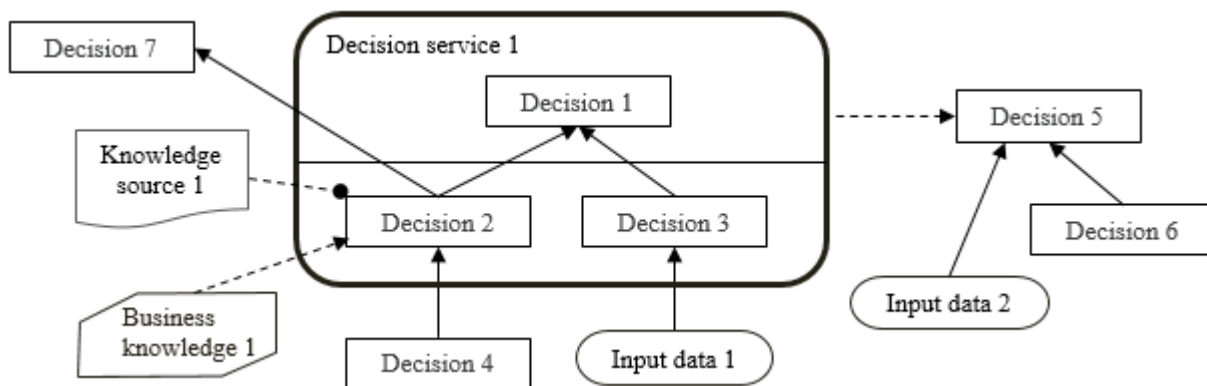 Decision 7
Decision service 1
Decision 1
Decision 5
Knowledge
source 1
Decision 2
Decision 3
Decision 6
Input data 2
Business
knowledge 1
Decision 4
Input data 1